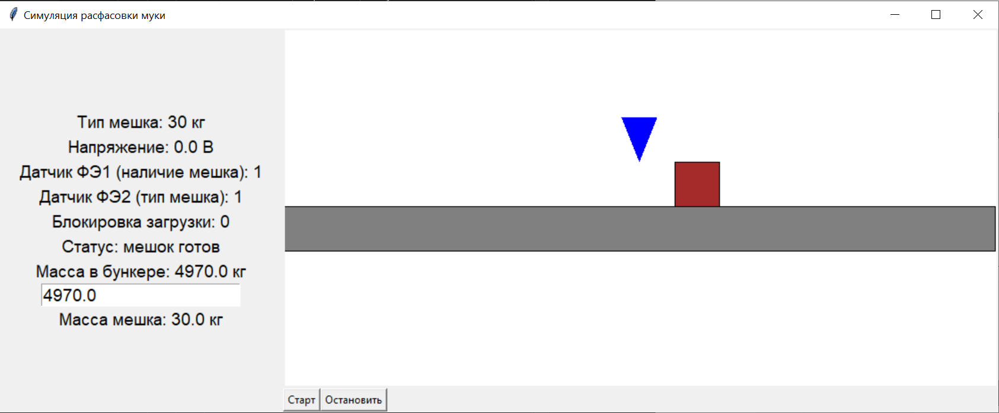 Симуляция расфасовки муки
Тип мешка: 30 кг
Напряжение: 0.0 В
Датчик ФЭ1 (наличие мешка): 1
Датчик ФЭ2 (тип мешка): 1
Блокировка загрузки: 0
Статус: мешок готов
Масса в бункере: 4970.0 кг
4970.0
Масса мешка: 30.0 кг
Старт Остановить